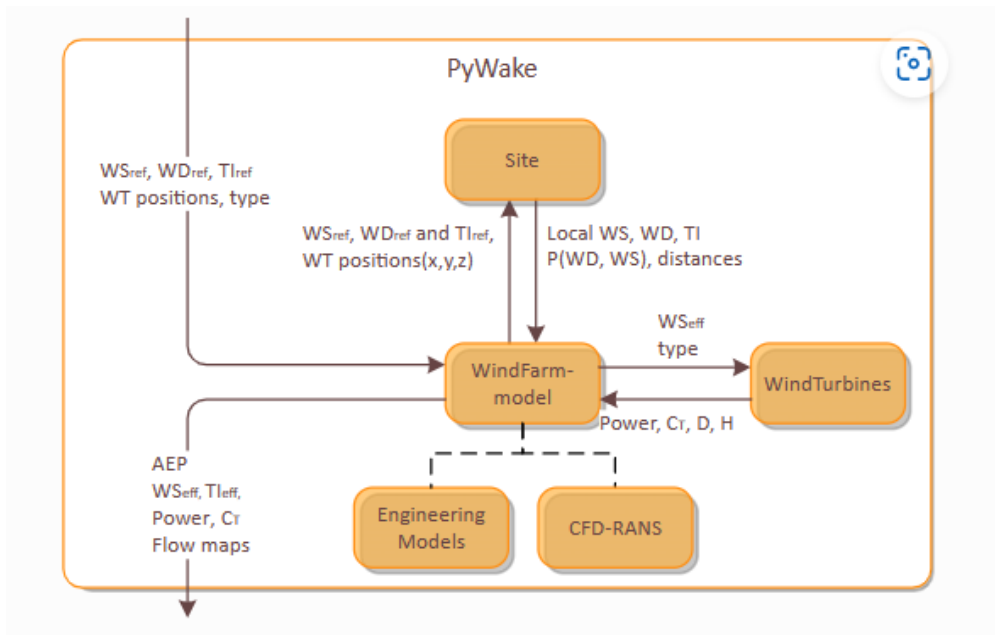 PyWake
Site
WSref, WDref, TIref
WT positions, type
WSref, WDref and TIref,
WT positions(x,y,z)
Local WS, WD, TI
P(WD, WS), distances
WSeff
type
WindFarm-
model
WindTurbines
Power, CT, D, H
AEP
WSeff, TIeff,
Power, CT
Flow maps
Engineering
Models
CFD-RANS